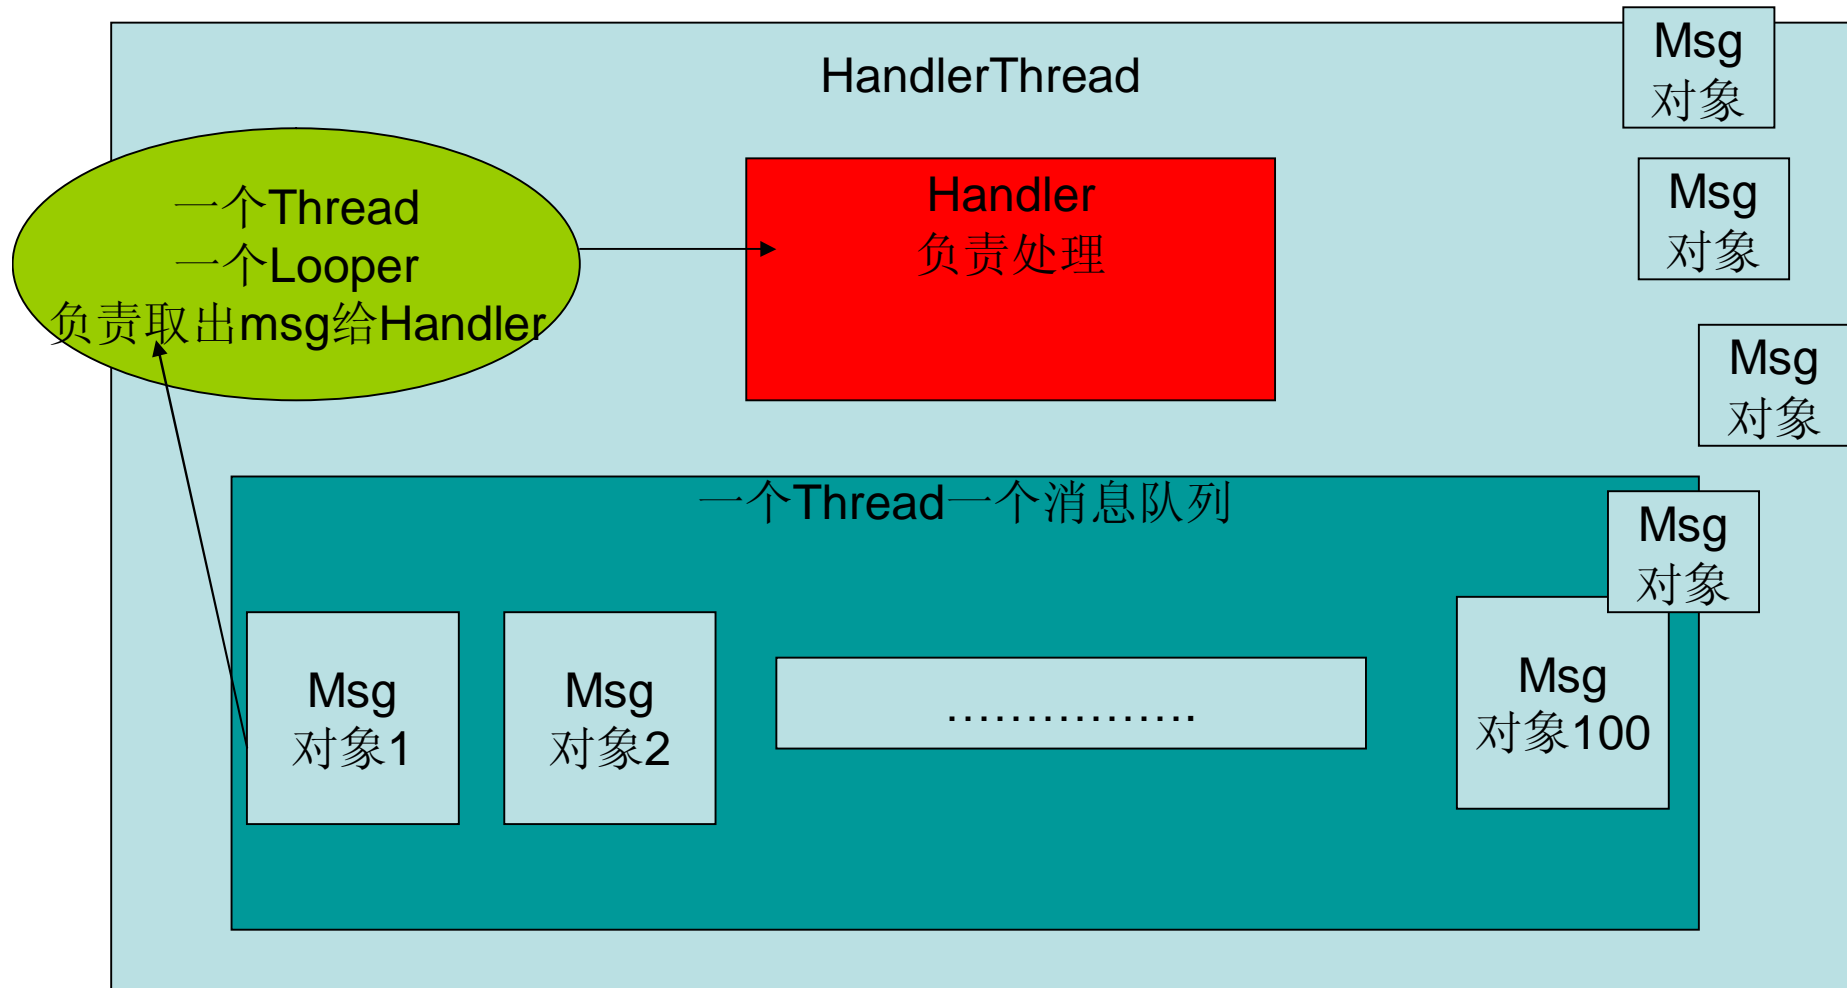 HandlerThread
Msg
对象
一个Thread
一个Looper
负责取出msg给Handler
Handler
负责处理
Msg
对象
Msg
对象
一个Thread一个消息队列
Msg
对象
Msg
对象1
Msg
对象2
................
Msg
对象100